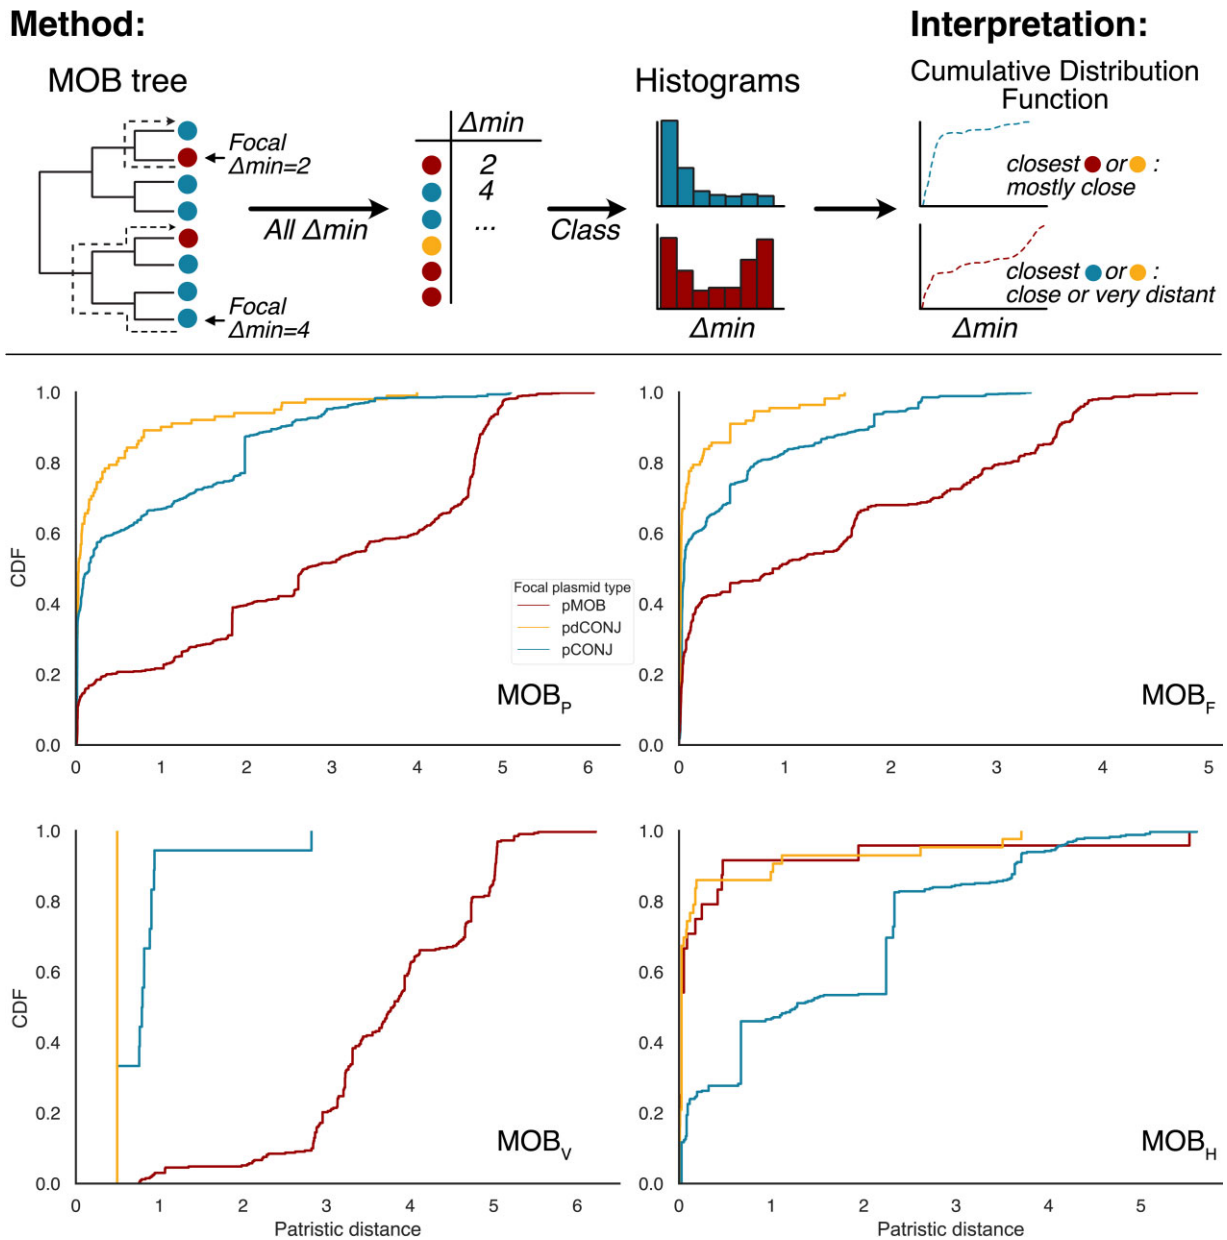 Method:
Interpretation:
MOB tree
Histograms
Cumulative Distribution
Function
Focal
Δmin=2
Focal
Δmin=4
All Δmin
Δmin
2
4
...
Class
Δmin
closest or :
mostly close
closest or :
close or very distant
Δmin
CDF
1.0
0.8
0.6
0.4
0.2
0.0
0 1 2 3 4 5 6
Focal plasmid type
pMOB
pdCONJ
pCONJ
MOBP
1.0
0.8
0.6
0.4
0.2
0.0
0 1 2 3 4 5
MOBF
CDF
1.0
0.8
0.6
0.4
0.2
0.0
0 1 2 3 4 5 6
Patristic distance
MOBV
1.0
0.8
0.6
0.4
0.2
0.0
0 1 2 3 4 5
Patristic distance
MOBH